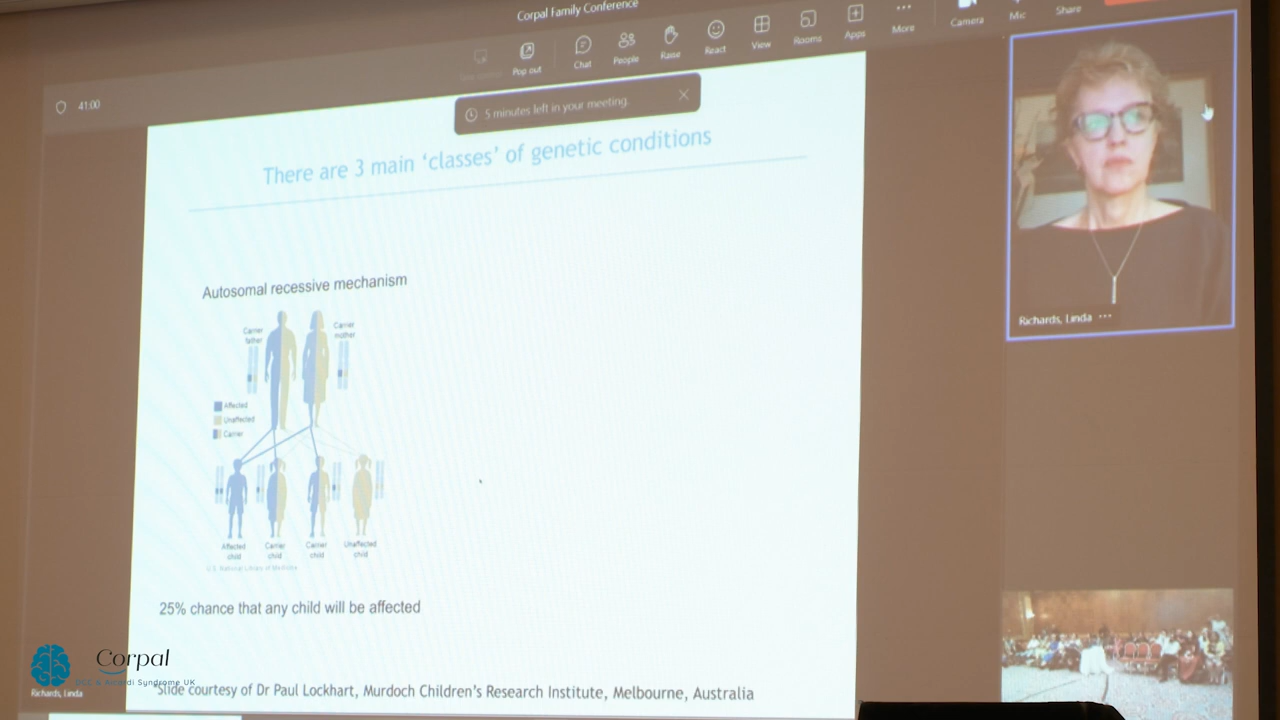 Corpal Family Conference
41:00
Pop out
Chat
People
Raise
React
View
Rooms
Apps
More
Camera
Mic
Share
5 minutes left in your meeting.
There are 3 main ‘classes’ of genetic conditions
Autosomal recessive mechanism
Carrier
father
Carrier
mother
Affected
Unaffected
Carrier
Affected
child
Carrier
child
Carrier
child
Unaffected
child
U.S. National Library of Medicine
25% chance that any child will be affected
*Slide courtesy of Dr Paul Lockhart, Murdoch Children’s Research Institute, Melbourne, Australia
Richards, Linda
Richards, Linda
Corpal
Syndrome UK